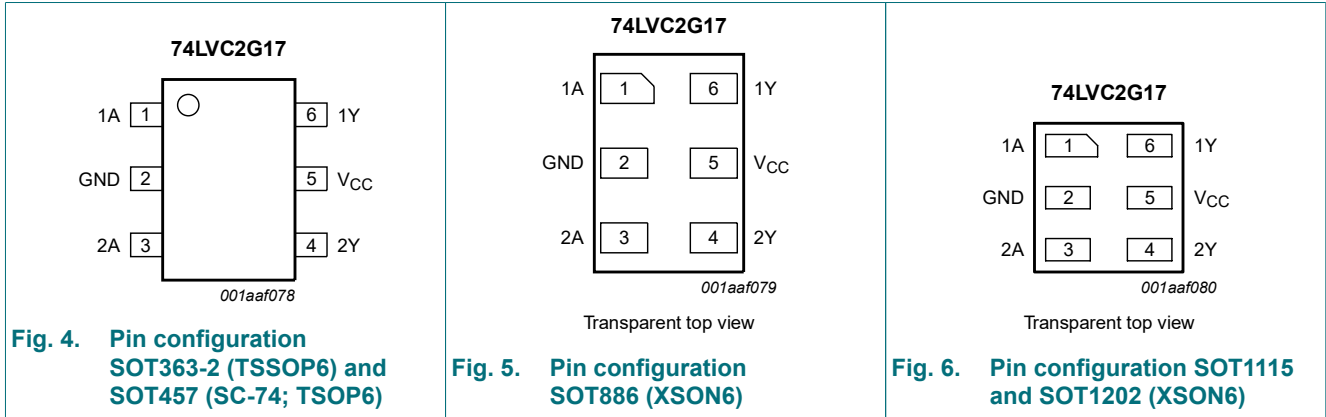 74LVC2G17
1A 1 6 1Y
GND 2 5 VCC
2A 3 4 2Y
001aaf078
Fig. 4. Pin configuration
SOT363-2 (TSSOP6) and
SOT457 (SC-74; TSOP6)
74LVC2G17
1A 1 6 1Y
GND 2 5 VCC
2A 3 4 2Y
001aaf079
Transparent top view
Fig. 5. Pin configuration
SOT886 (XSON6)
74LVC2G17
1A 1 6 1Y
GND 2 5 VCC
2A 3 4 2Y
001aaf080
Transparent top view
Fig. 6. Pin configuration SOT1115
and SOT1202 (XSON6)